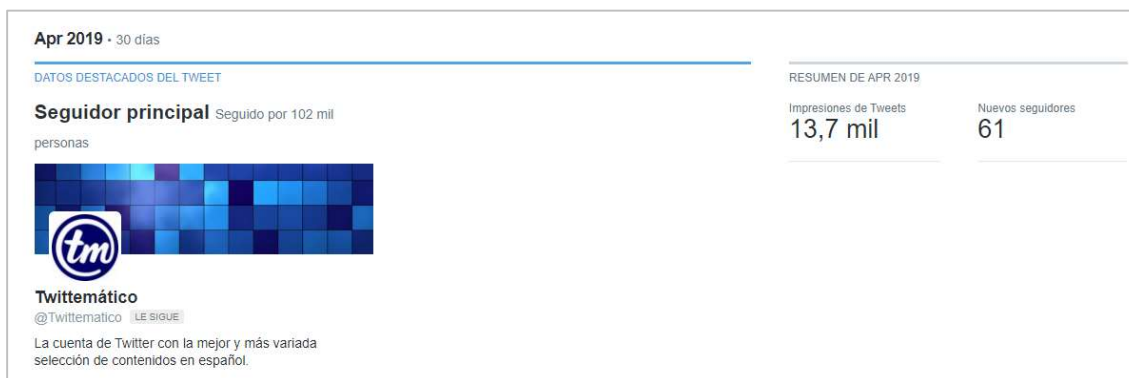 Apr 2019 • 30 días
DATOS DESTACADOS DEL TWEET
Seguidor principal Seguido por 102 mil
personas
tm
Twittemático
@Twittematico LE SIGUE
La cuenta de Twitter con la mejor y más variada
selección de contenidos en español.
RESUMEN DE APR 2019
Impresiones de Tweets
13,7 mil
Nuevos seguidores
61